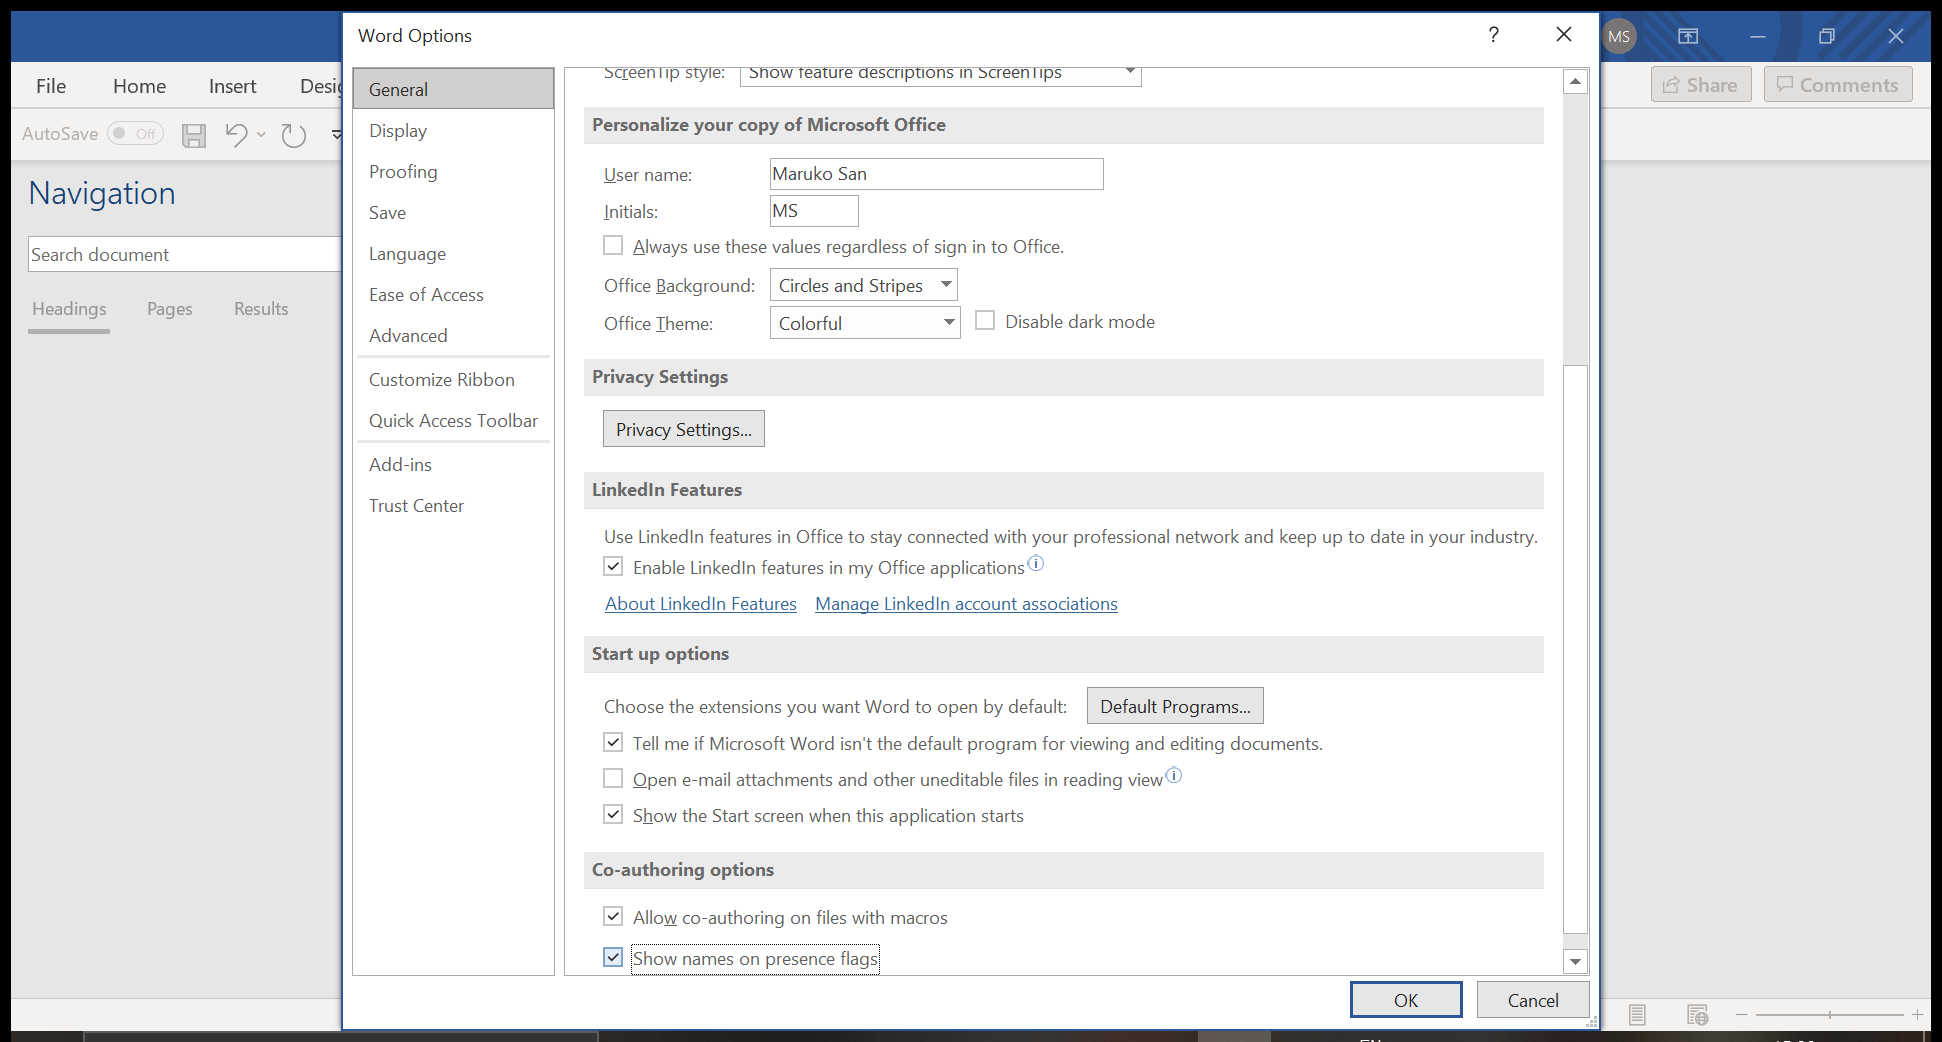 Word Options
?
MS
File
Home
Insert
Desig
Share
Comments
AutoSave
Off
Navigation
Search document
Headings
Pages
Results
General
Display
Proofing
Save
Language
Ease of Access
Advanced
Customize Ribbon
Quick Access Toolbar
Add-ins
Trust Center
ScreenTip style: Show feature descriptions in ScreenTips
Personalize your copy of Microsoft Office
User name: Maruko San
Initials: MS
Always use these values regardless of sign in to Office.
Office Background: Circles and Stripes
Office Theme: Colorful Disable dark mode
Privacy Settings
Privacy Settings...
LinkedIn Features
Use LinkedIn features in Office to stay connected with your professional network and keep up to date in your industry.
Enable LinkedIn features in my Office applications
About LinkedIn Features Manage LinkedIn account associations
Start up options
Choose the extensions you want Word to open by default: Default Programs...
Tell me if Microsoft Word isn't the default program for viewing and editing documents.
Open e-mail attachments and other uneditable files in reading view
Show the Start screen when this application starts
Co-authoring options
Allow co-authoring on files with macros
Show names on presence flags
OK
Cancel